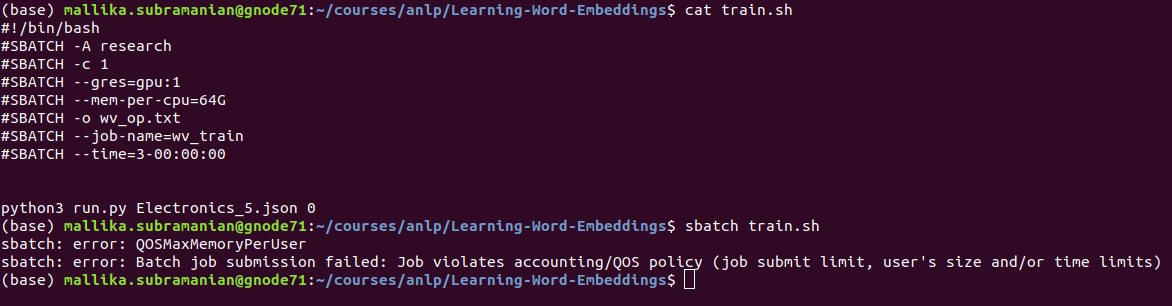 (base) mallika.subramanian@gnode71:~/courses/anlp/Learning-Word-Embeddings$ cat train.sh
#!/bin/bash
#SBATCH -A research
#SBATCH -c 1
#SBATCH --gres=gpu:1
#SBATCH --mem-per-cpu=64G
#SBATCH -o wv_op.txt
#SBATCH --job-name=wv_train
#SBATCH --time=3-00:00:00
python3 run.py Electronics_5.json 0
(base) mallika.subramanian@gnode71:~/courses/anlp/Learning-Word-Embeddings$ sbatch train.sh
sbatch: error: QOSMaxMemoryPerUser
sbatch: error: Batch job submission failed: Job violates accounting/QOS policy (job submit limit, user's size and/or time limits)
(base) mallika.subramanian@gnode71:~/courses/anlp/Learning-Word-Embeddings$